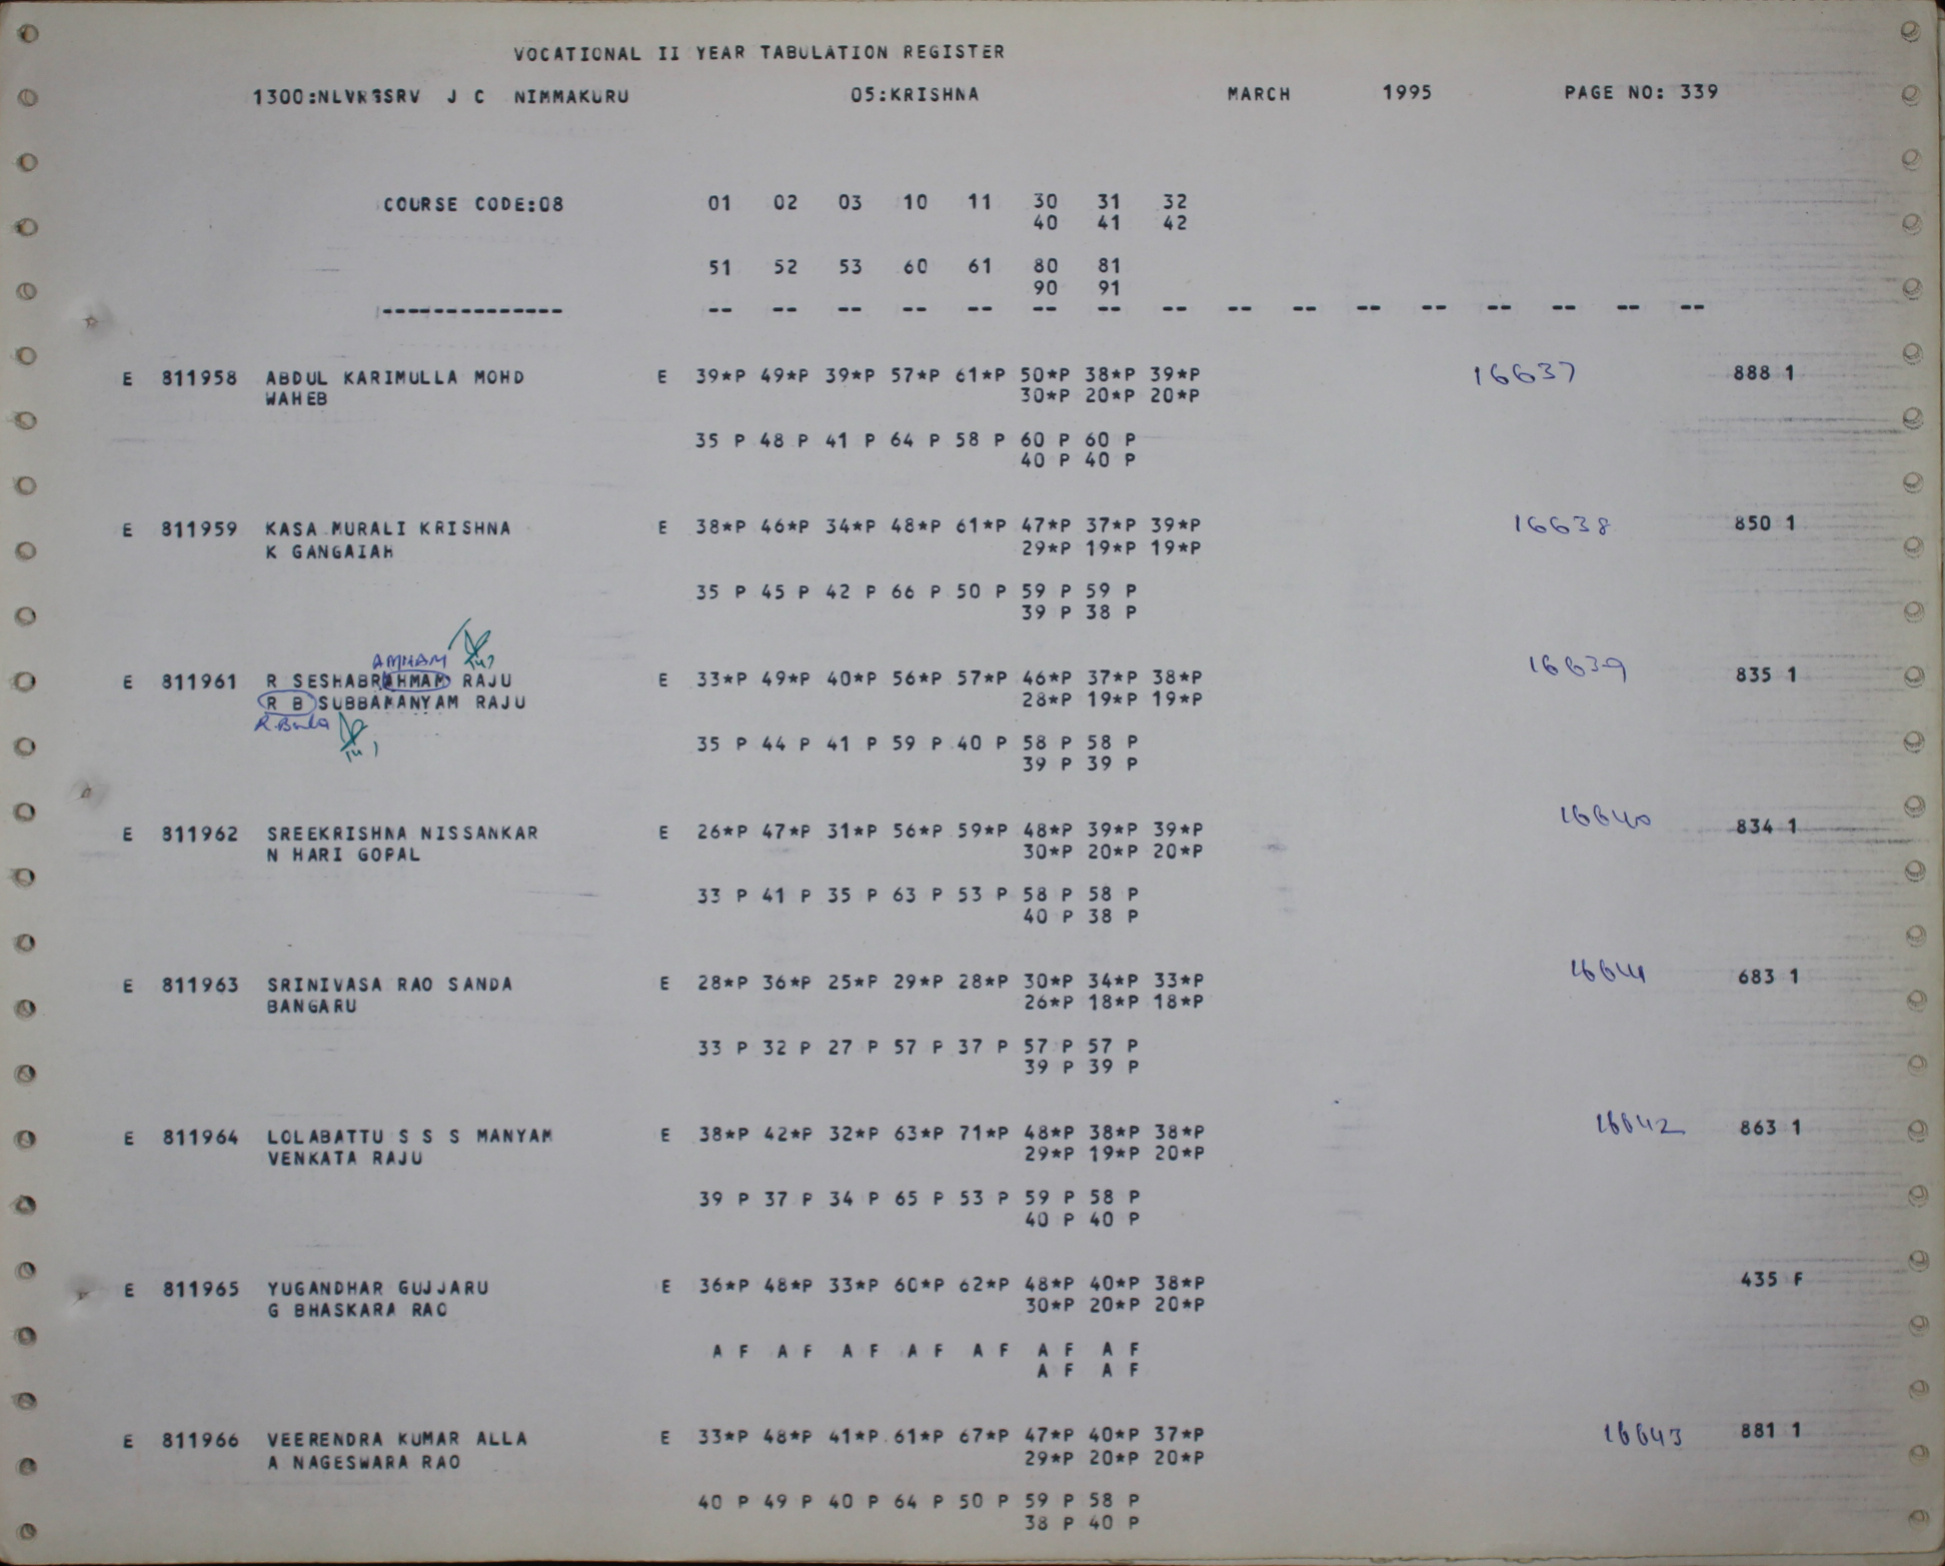 VOCATIONAL II YEAR TABULATION REGISTER
1300:NLVRGSRV J C NIMMAKURU 05:KRISHNA MARCH 1995 PAGE NO: 339
COURSE CODE:08 01 02 03 10 11 30 31 32
40 41 42
51 52 53 60 61 80 81
90 91
-------------- -- -- -- -- -- -- -- -- -- -- -- -- -- -- -- --
E 811958 ABDUL KARIMULLA MOHD E 39*P 49*P 39*P 57*P 61*P 50*P 38*P 39*P 16637 888 1
WAHEB 30*P 20*P 20*P
35 P 48 P 41 P 64 P 58 P 60 P 60 P
40 P 40 P
E 811959 KASA MURALI KRISHNA E 38*P 46*P 34*P 48*P 61*P 47*P 37*P 39*P 16638 850 1
K GANGAIAH 29*P 19*P 19*P
35 P 45 P 42 P 66 P 50 P 59 P 59 P
39 P 38 P
AMHAM
E 811961 R SESHABRAHMAM RAJU E 33*P 49*P 40*P 56*P 57*P 46*P 37*P 38*P 16639 835 1
R B SUBBAMANYAM RAJU 28*P 19*P 19*P
35 P 44 P 41 P 59 P 40 P 58 P 58 P
39 P 39 P
E 811962 SREEKRISHNA NISSANKAR E 26*P 47*P 31*P 56*P 59*P 48*P 39*P 39*P 16640 834 1
N HARI GOPAL 30*P 20*P 20*P
33 P 41 P 35 P 63 P 53 P 58 P 58 P
40 P 38 P
E 811963 SRINIVASA RAO SANDA E 28*P 36*P 25*P 29*P 28*P 30*P 34*P 33*P 16641 683 1
BANGARU 26*P 18*P 18*P
33 P 32 P 27 P 57 P 37 P 57 P 57 P
39 P 39 P
E 811964 LOLABATTU S S S MANYAM E 38*P 42*P 32*P 63*P 71*P 48*P 38*P 38*P 16642 863 1
VENKATA RAJU 29*P 19*P 20*P
39 P 37 P 34 P 65 P 53 P 59 P 58 P
40 P 40 P
E 811965 YUGANDHAR GUJJARU E 36*P 48*P 33*P 60*P 62*P 48*P 40*P 38*P 435 F
G BHASKARA RAO 30*P 20*P 20*P
A F A F A F A F A F A F A F
A F A F
E 811966 VEERENDRA KUMAR ALLA E 33*P 48*P 41*P 61*P 67*P 47*P 40*P 37*P 16643 881 1
A NAGESWARA RAO 29*P 20*P 20*P
40 P 49 P 40 P 64 P 50 P 59 P 58 P
38 P 40 P